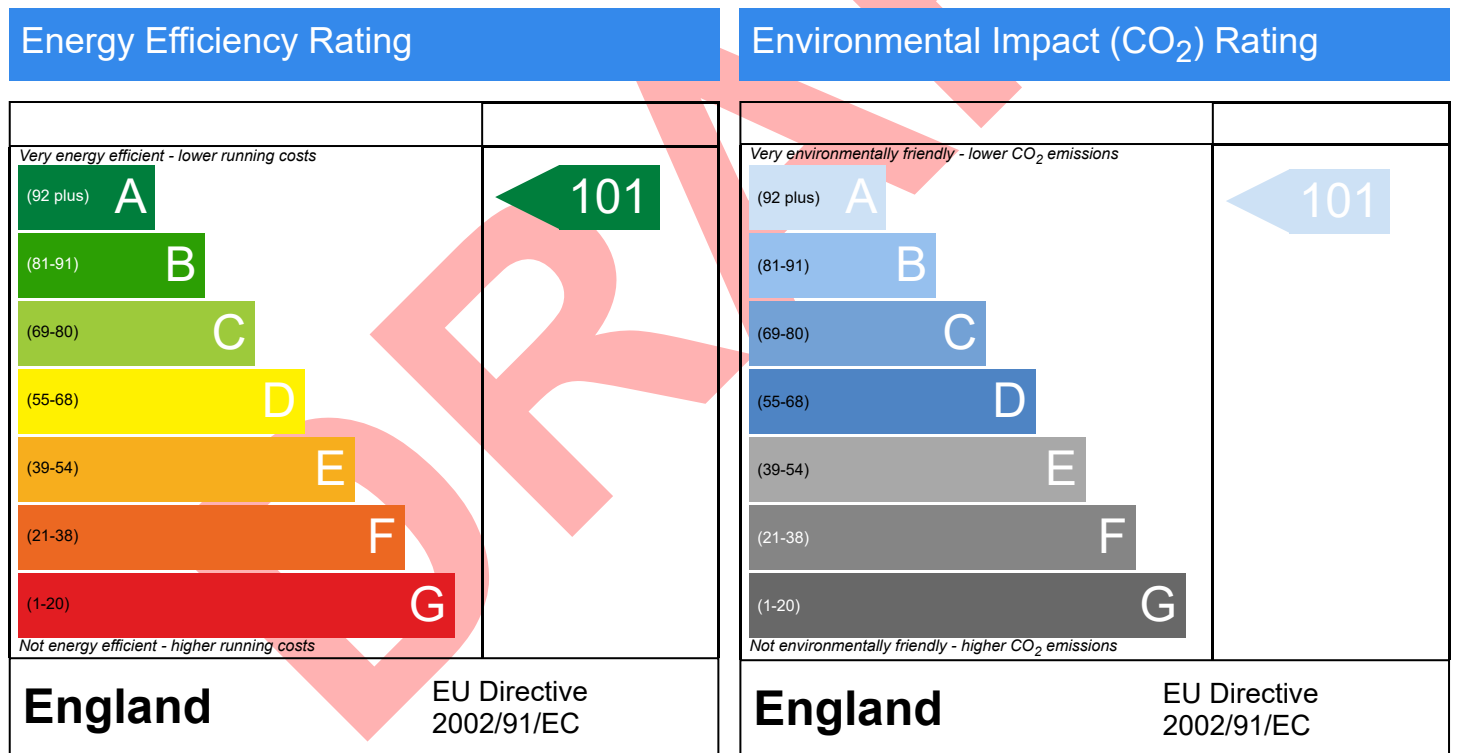 Energy Efficiency Rating
Very energy efficient - lower running costs
(92 plus) A
101
(81-91) B
(69-80) C
(55-68) D
(39-54) E
(21-38) F
(1-20) G
Not energy efficient - higher running costs
England
EU Directive
2002/91/EC
Environmental Impact (CO₂) Rating
Very environmentally friendly - lower CO₂ emissions
(92 plus) A
101
(81-91) B
(69-80) C
(55-68) D
(39-54) E
(21-38) F
(1-20) G
Not environmentally friendly - higher CO₂ emissions
England
EU Directive
2002/91/EC